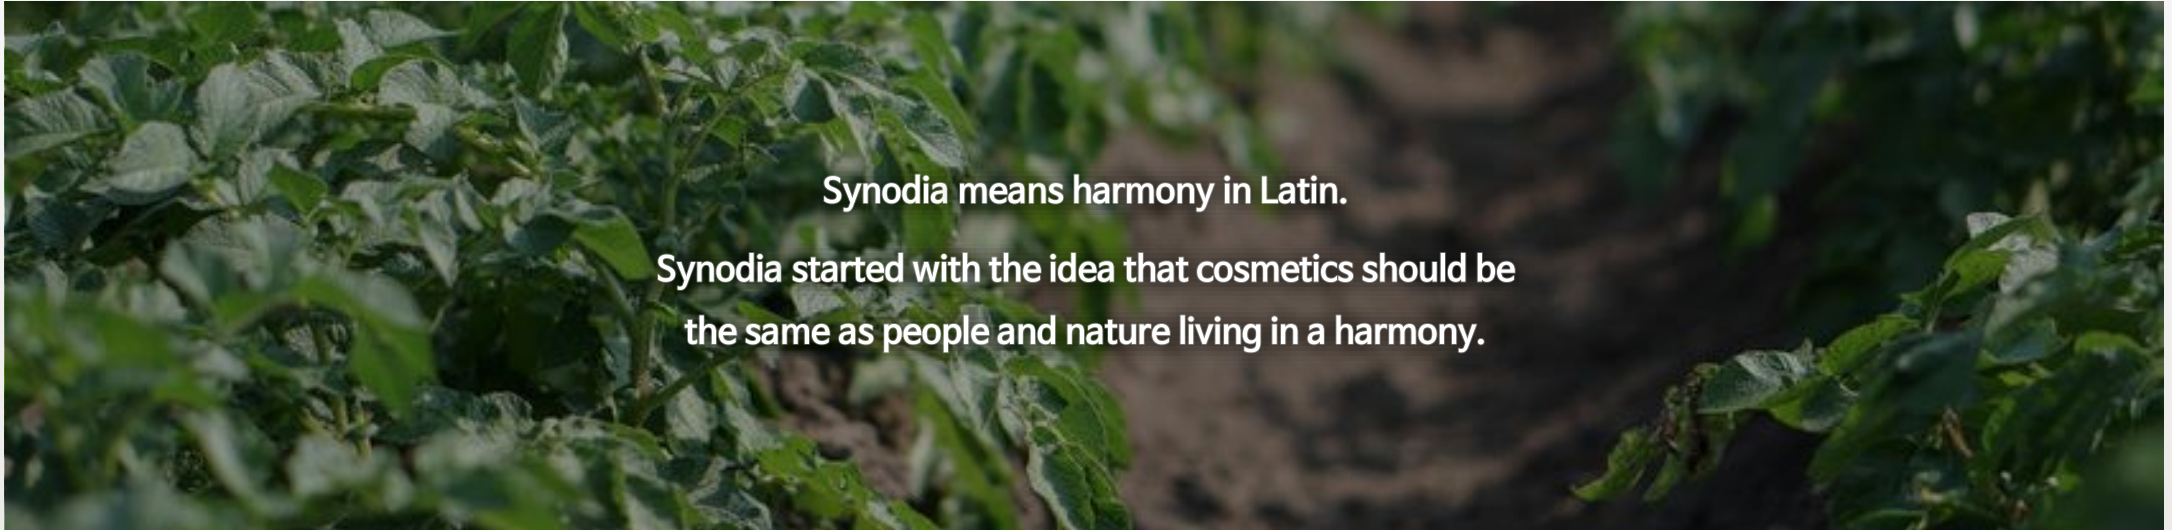 Synodia means harmony in Latin.
Synodia started with the idea that cosmetics should be
the same as people and nature living in a harmony.